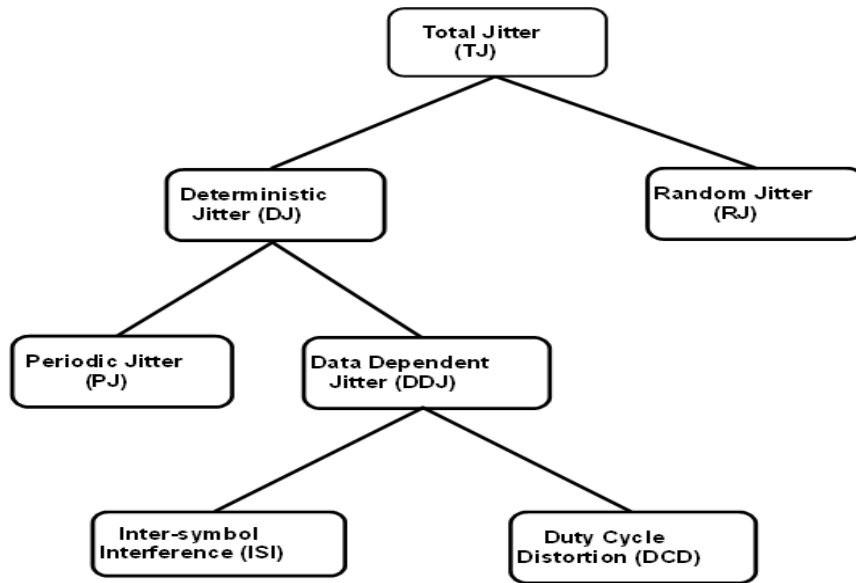 Total Jitter
(TJ)
Deterministic
Jitter (DJ)
Random Jitter
(RJ)
Periodic Jitter
(PJ)
Data Dependent
Jitter (DDJ)
Inter-symbol
Interference (ISI)
Duty Cycle
Distortion (DCD)